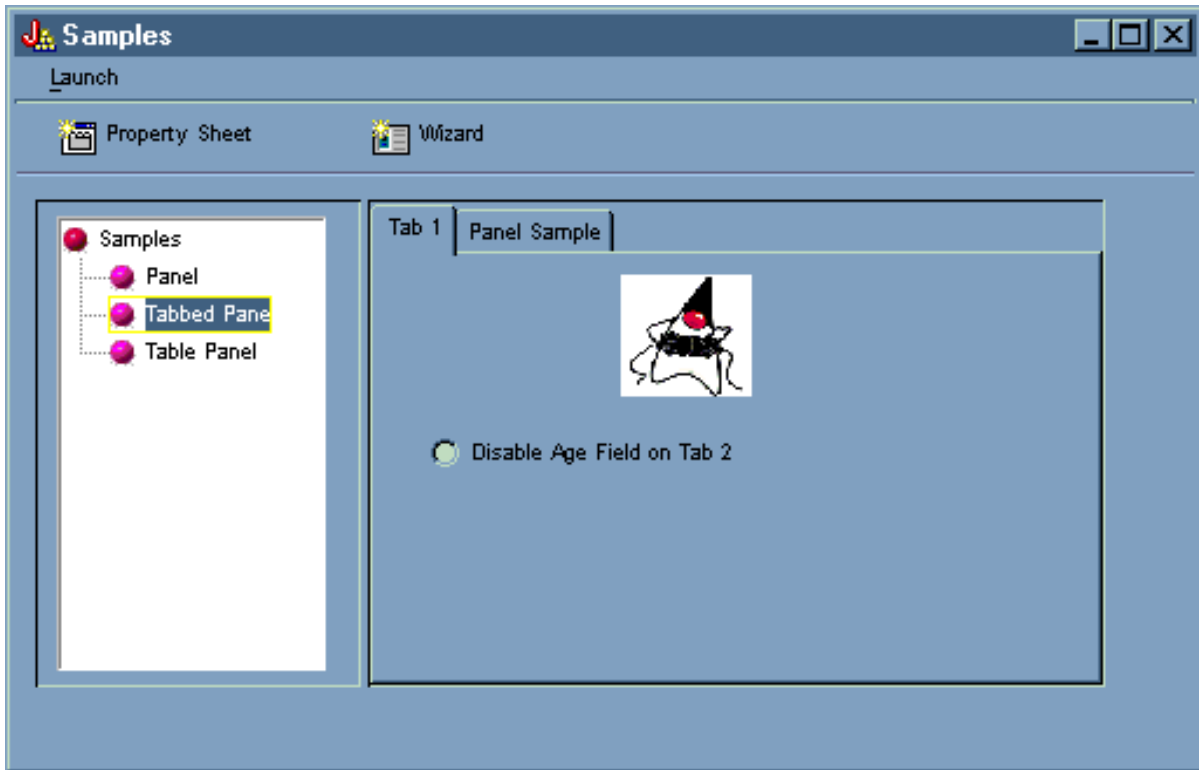 Samples
Launch
Property Sheet
Wizard
Samples
Panel
Tabbed Pane
Table Panel
Tab 1
Panel Sample
Disable Age Field on Tab 2